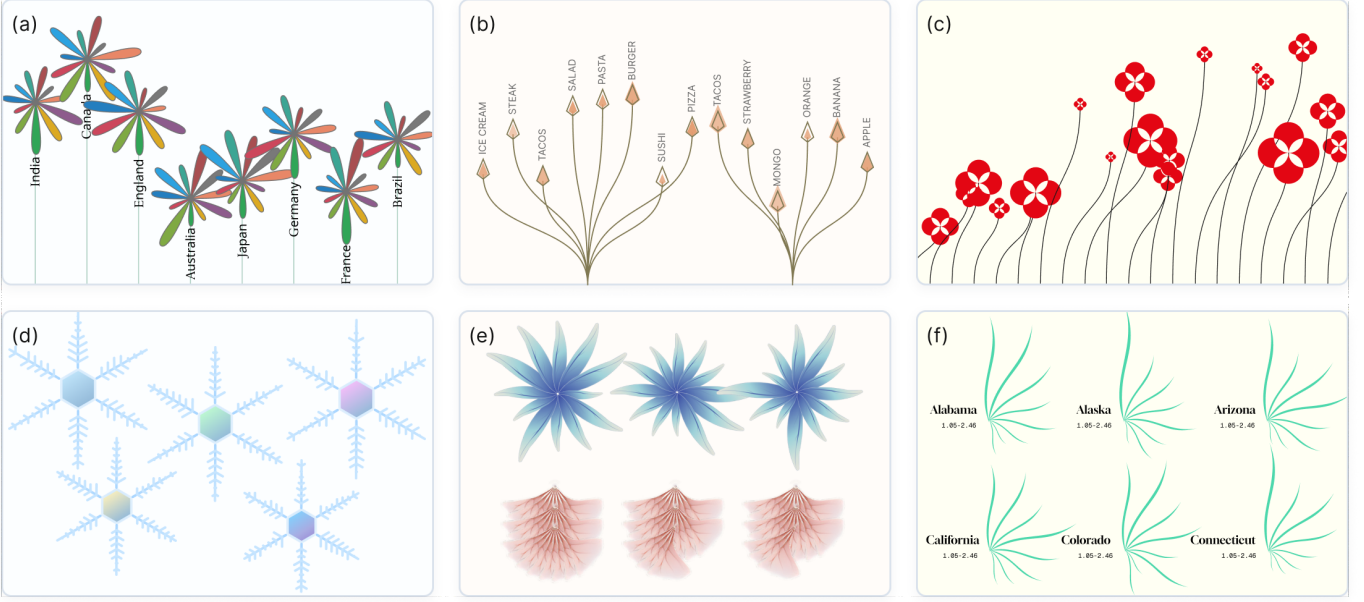 (a)
India
Canada
England
Australia
Japan
Germany
France
Brazil
(b)
ICE CREAM
STEAK
TACOS
SALAD
PASTA
BURGER
SUSHI
PIZZA
TACOS
STRAWBERRY
MONGO
ORANGE
BANANA
APPLE
(c)
(d)
(e)
(f)
Alabama
1.05-2.46
Alaska
1.05-2.46
Arizona
1.05-2.46
California
1.05-2.46
Colorado
1.05-2.46
Connecticut
1.05-2.46